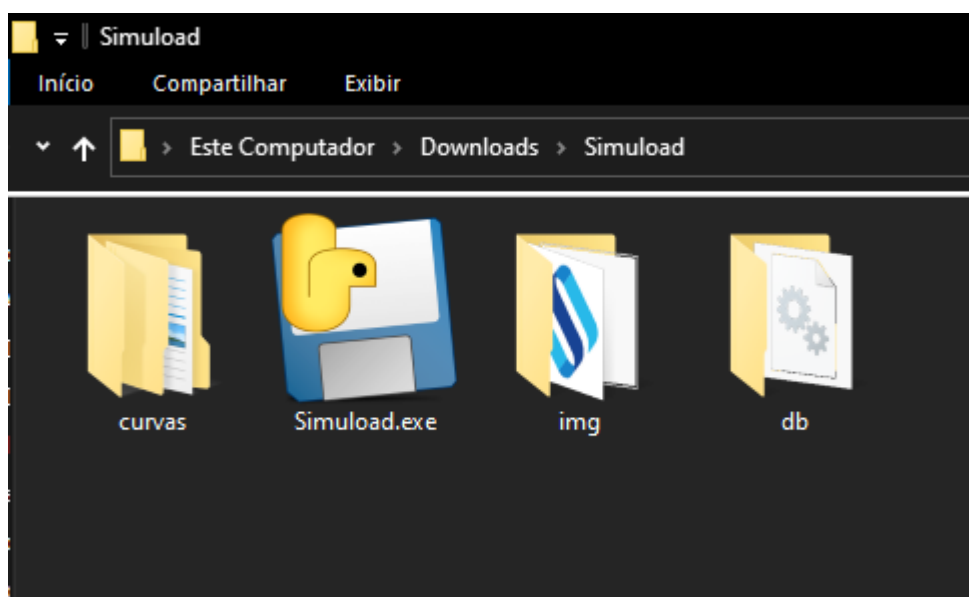 Simuload
Início Compartilhar Exibir
Este Computador > Downloads > Simuload
curvas Simuload.exe img db